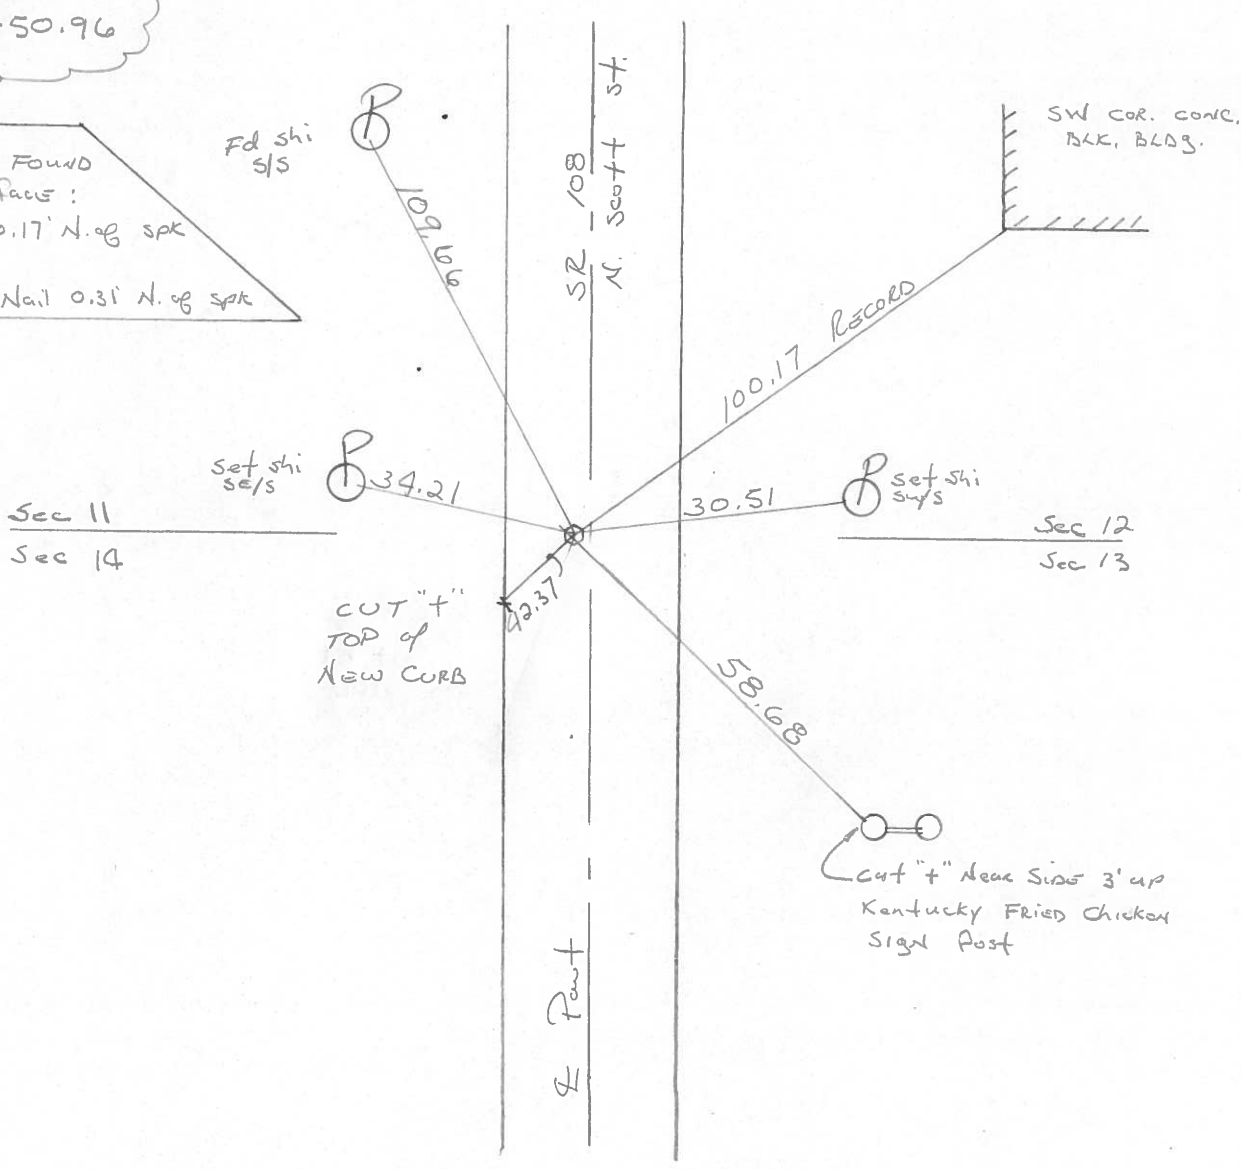 50.96
Fd shi
S/S
FOUND
0.17' N. of spk
Nail 0.31' N. of spk
109.66
SR 108
N. Scott St.
SW COR. CONC.
BLK. BLDG.
100.17 RECORD
Set shi
SE/S
34.21
30.51
Set shi
SW/S
Sec 11
Sec 14
Sec 12
Sec 13
CUT "+"
TOP of
NEW CURB
42.37
58.68
Cut "+" Near Side 3' up
Kentucky Fried Chicken
Sign Post
℄ Pavt